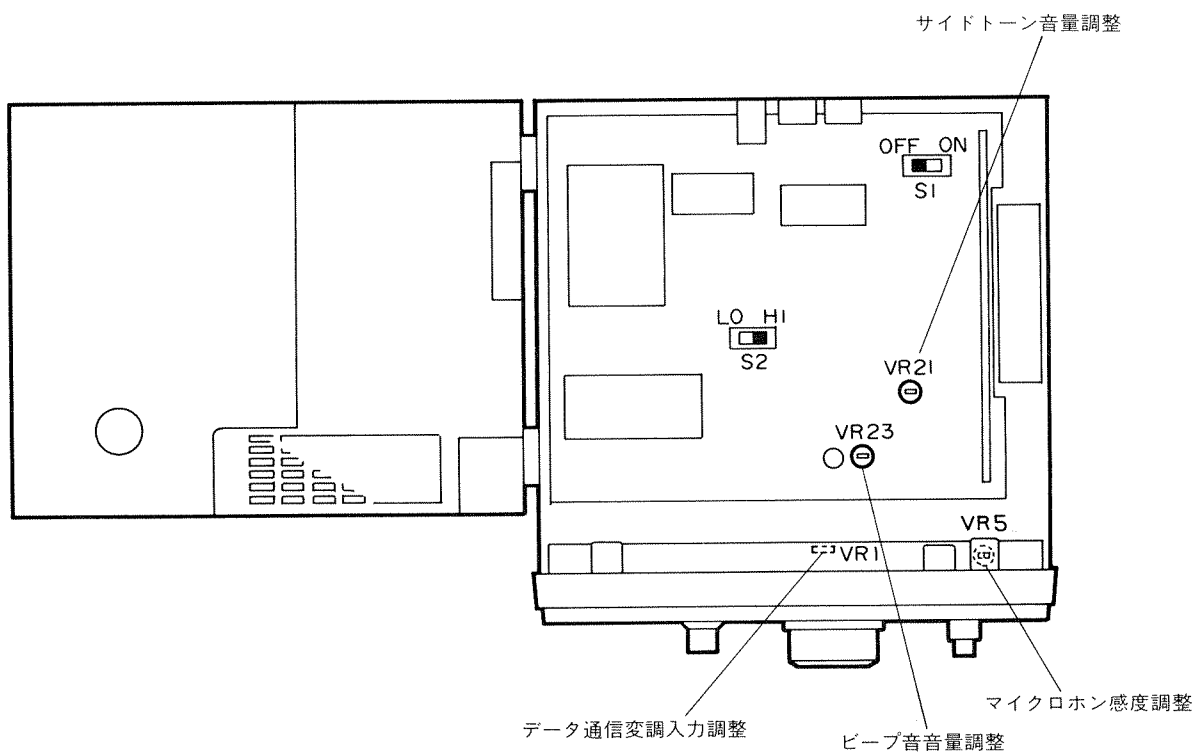 サイドトーン音量調整
OFF ON
S1
LO HI
S2
VR21
VR23
VR5
VR1
マイクロホン感度調整
データ通信変調入力調整
ビープ音音量調整